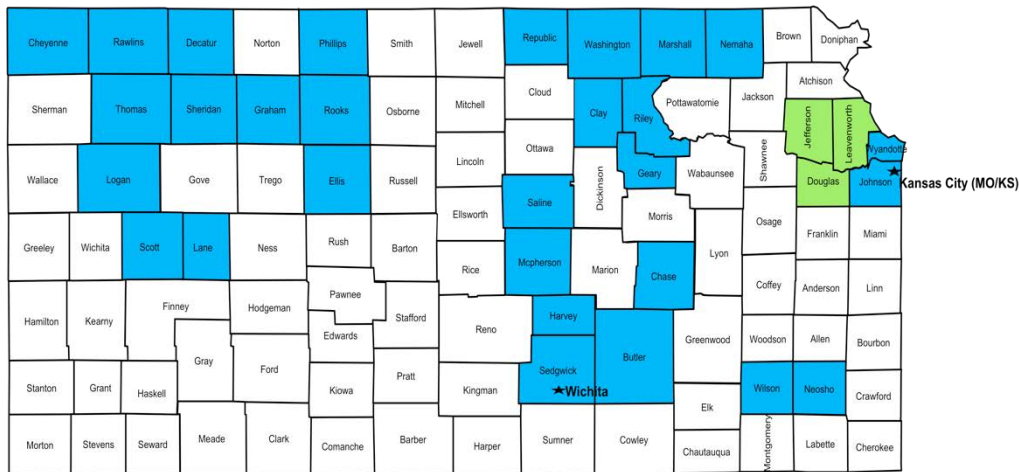 Cheyenne
Rawlins
Decatur
Norton
Phillips
Smith
Jewell
Republic
Washington
Marshall
Nemaha
Brown
Doniphan
Sherman
Thomas
Sheridan
Graham
Rooks
Osborne
Mitchell
Cloud
Clay
Riley
Pottawatomie
Jackson
Atchison
Jefferson
Leavenworth
Wyandotte
Wallace
Logan
Gove
Trego
Ellis
Russell
Lincoln
Ottawa
Saline
Dickinson
Geary
Wabaunsee
Shawnee
Douglas
Johnson
Kansas City (MO/KS)
Greeley
Wichita
Scott
Lane
Ness
Rush
Barton
Ellsworth
Rice
Mcpherson
Marion
Morris
Chase
Lyon
Osage
Franklin
Miami
Hamilton
Kearny
Finney
Hodgeman
Pawnee
Stafford
Edwards
Reno
Harvey
Butler
Greenwood
Coffey
Anderson
Linn
Woodson
Allen
Bourbon
Stanton
Grant
Haskell
Gray
Ford
Kiowa
Pratt
Kingman
Sedgwick
Wichita
Elk
Wilson
Neosho
Crawford
Morton
Stevens
Seward
Meade
Clark
Comanche
Barber
Harper
Sumner
Cowley
Chautauqua
Montgomery
Labette
Cherokee